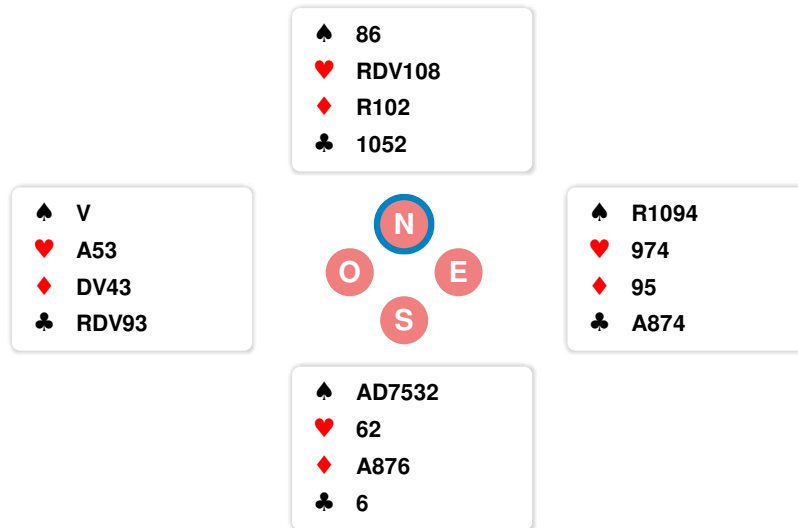 ♠ 86
♥ RDV108
♦ R102
♣ 1052
♠ V
♥ A53
♦ DV43
♣ RDV93
N
O E
S
♠ R1094
♥ 974
♦ 95
♣ A874
♠ AD7532
♥ 62
♦ A876
♣ 6